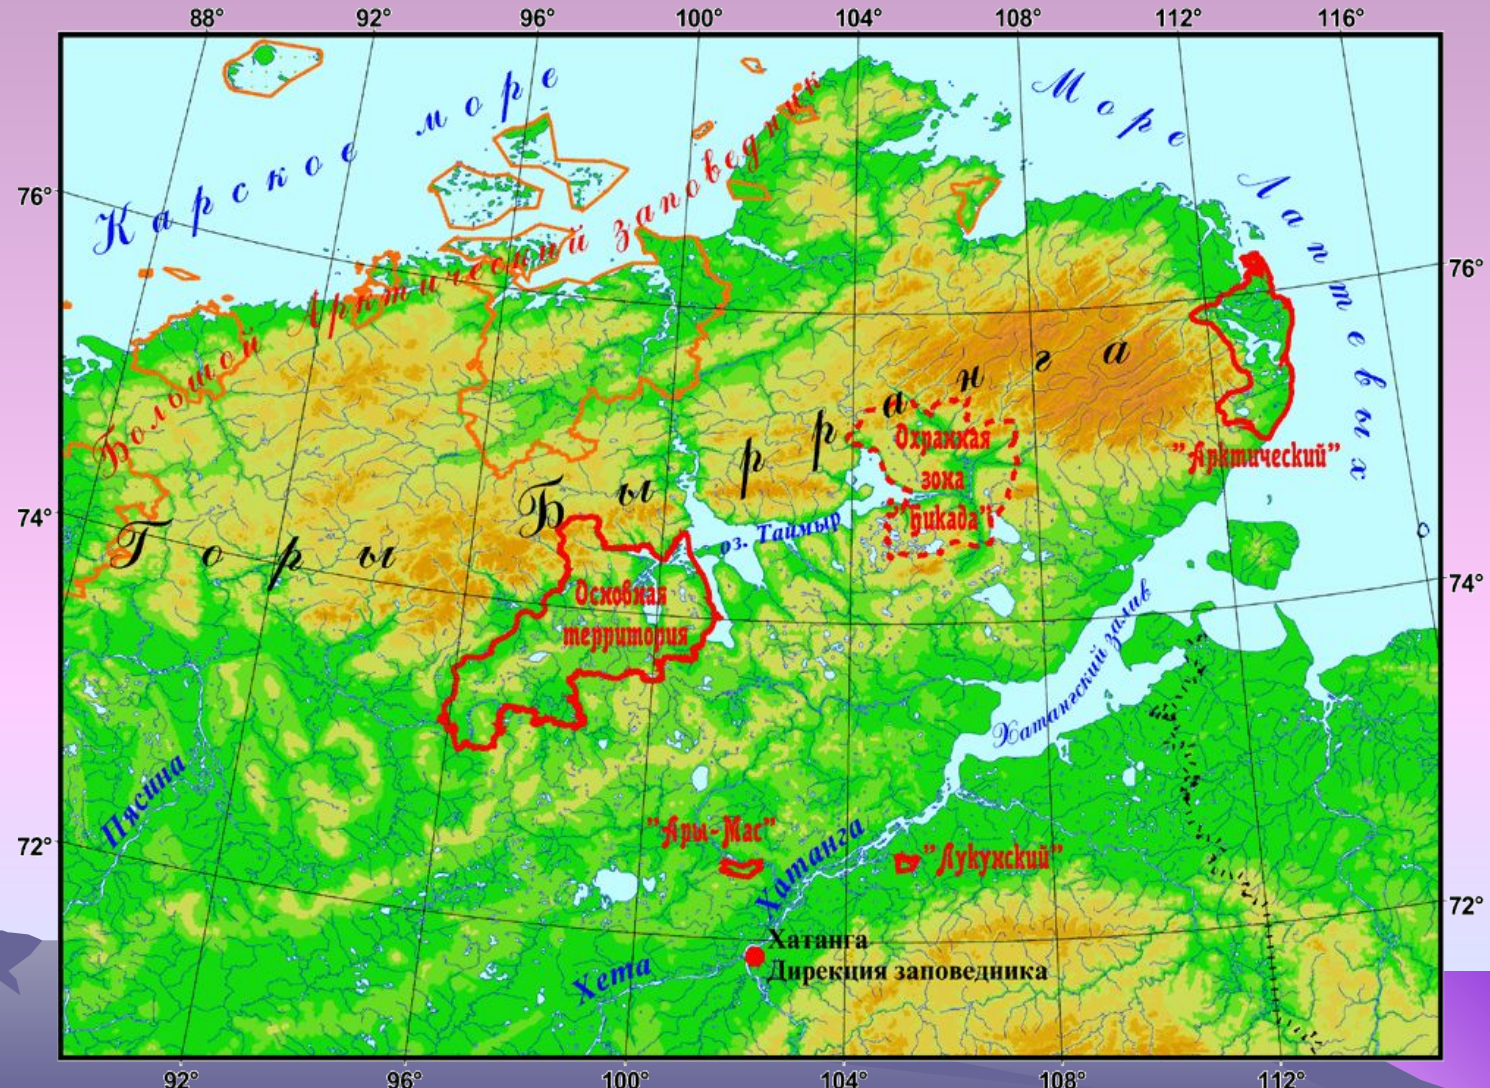 88° 92° 96° 100° 104° 108° 112° 116°
Карское море
Море Лаптевых
Большой Арктический заповедник
76°
76°
Горы Бырранга
Охранная
зона
"Бикада"
"Арктический"
74°
оз. Таймыр
74°
Основная
территория
Хатангский залив
Пясина
72°
"Ары-Мас"
Хатанга
"Лукунский"
72°
Хатанга
Дирекция заповедника
Хета
92° 96° 100° 104° 108° 112°